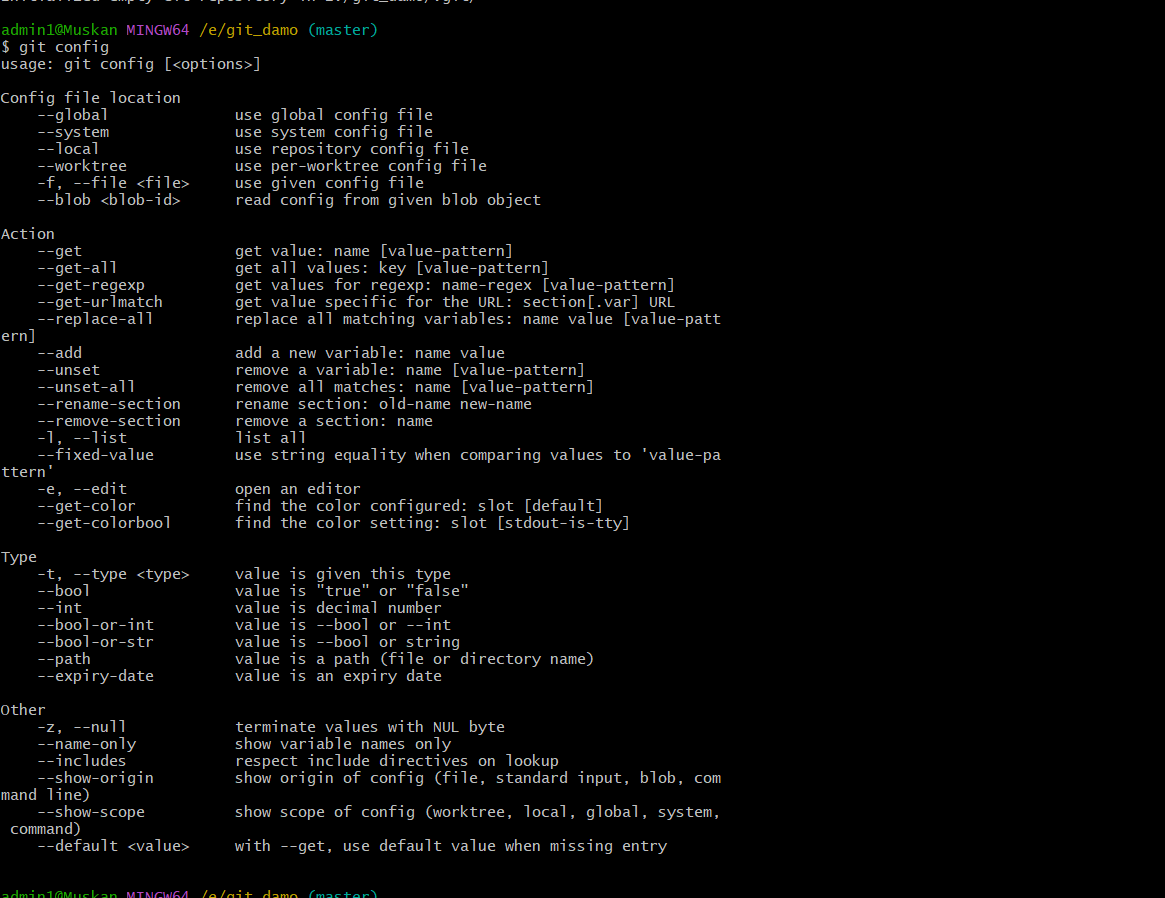 admin1@Muskan MINGW64 /e/git_damo (master)
$ git config
usage: git config [<options>]

Config file location
    --global              use global config file
    --system              use system config file
    --local               use repository config file
    --worktree            use per-worktree config file
    -f, --file <file>     use given config file
    --blob <blob-id>      read config from given blob object

Action
    --get                 get value: name [value-pattern]
    --get-all             get all values: key [value-pattern]
    --get-regexp          get values for regexp: name-regex [value-pattern]
    --get-urlmatch        get value specific for the URL: section[.var] URL
    --replace-all         replace all matching variables: name value [value-patt
ern]
    --add                 add a new variable: name value
    --unset               remove a variable: name [value-pattern]
    --unset-all           remove all matches: name [value-pattern]
    --rename-section      rename section: old-name new-name
    --remove-section      remove a section: name
    -l, --list            list all
    --fixed-value         use string equality when comparing values to 'value-pa
ttern'
    -e, --edit            open an editor
    --get-color           find the color configured: slot [default]
    --get-colorbool       find the color setting: slot [stdout-is-tty]

Type
    -t, --type <type>     value is given this type
    --bool                value is "true" or "false"
    --int                 value is decimal number
    --bool-or-int         value is --bool or --int
    --bool-or-str         value is --bool or string
    --path                value is a path (file or directory name)
    --expiry-date         value is an expiry date

Other
    -z, --null            terminate values with NUL byte
    --name-only           show variable names only
    --includes            respect include directives on lookup
    --show-origin         show origin of config (file, standard input, blob, com
mand line)
    --show-scope          show scope of config (worktree, local, global, system,
 command)
    --default <value>     with --get, use default value when missing entry

admin1@Muskan MINGW64 /e/git_damo (master)